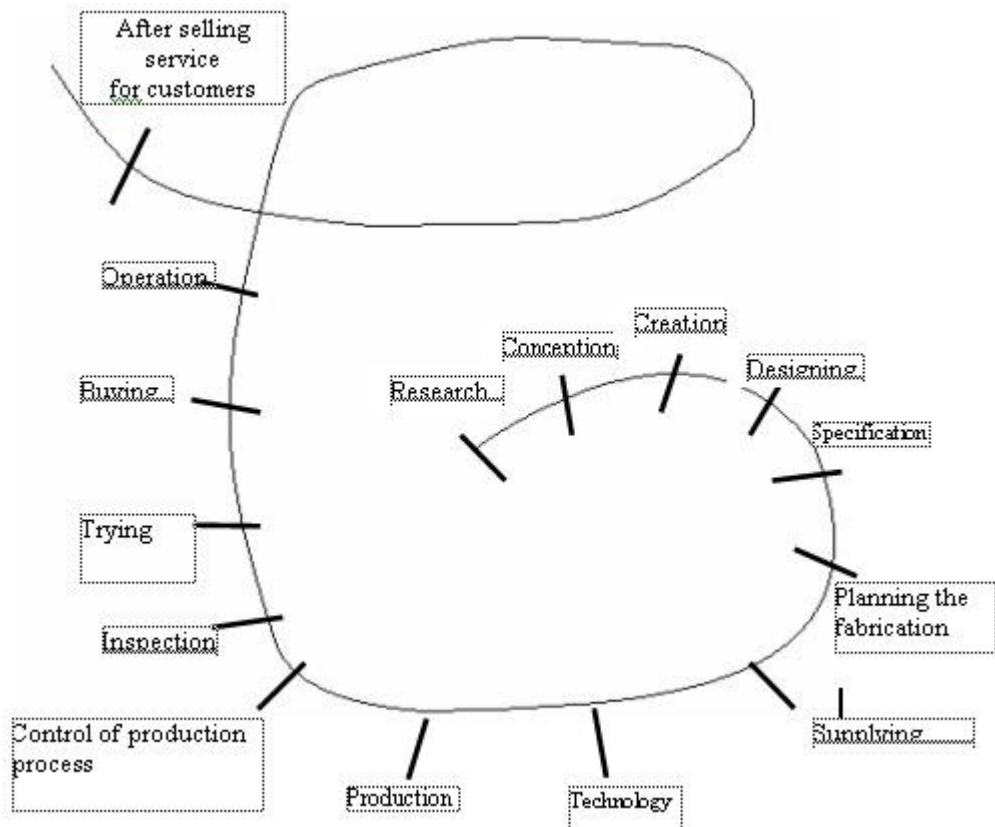 After selling
service
for customers
Operation
Buying
Trying
Inspection
Control of production
process
Production
Technology
Supplying
Planning the
fabrication
Specification
Designing
Creation
Conception
Research